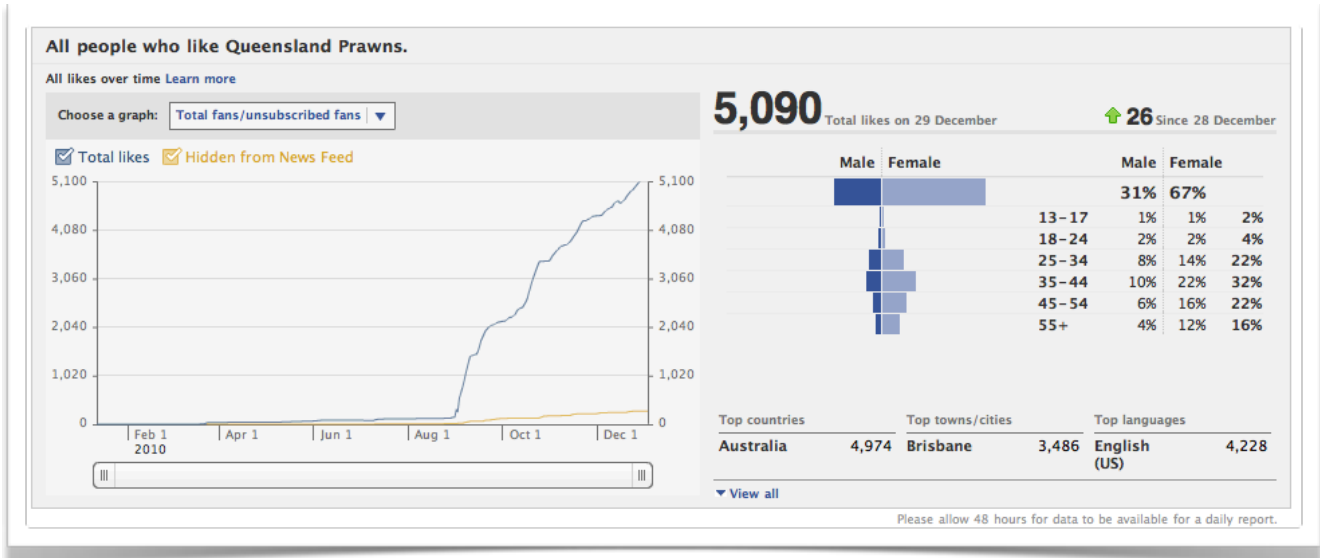 All people who like Queensland Prawns.
All likes over time Learn more
Choose a graph: Total fans/unsubscribed fans
Total likes Hidden from News Feed
5,100
4,080
3,060
2,040
1,020
0
5,100
4,080
3,060
2,040
1,020
0
Feb 1 Apr 1 Jun 1 Aug 1 Oct 1 Dec 1
2010
5,090 Total likes on 29 December 26 Since 28 December
Male Female Male Female
31% 67%
13-17 1% 1% 2%
18-24 2% 2% 4%
25-34 8% 14% 22%
35-44 10% 22% 32%
45-54 6% 16% 22%
55+ 4% 12% 16%
Top countries Top towns/cities Top languages
Australia 4,974 Brisbane 3,486 English 4,228
(US)
View all
Please allow 48 hours for data to be available for a daily report.